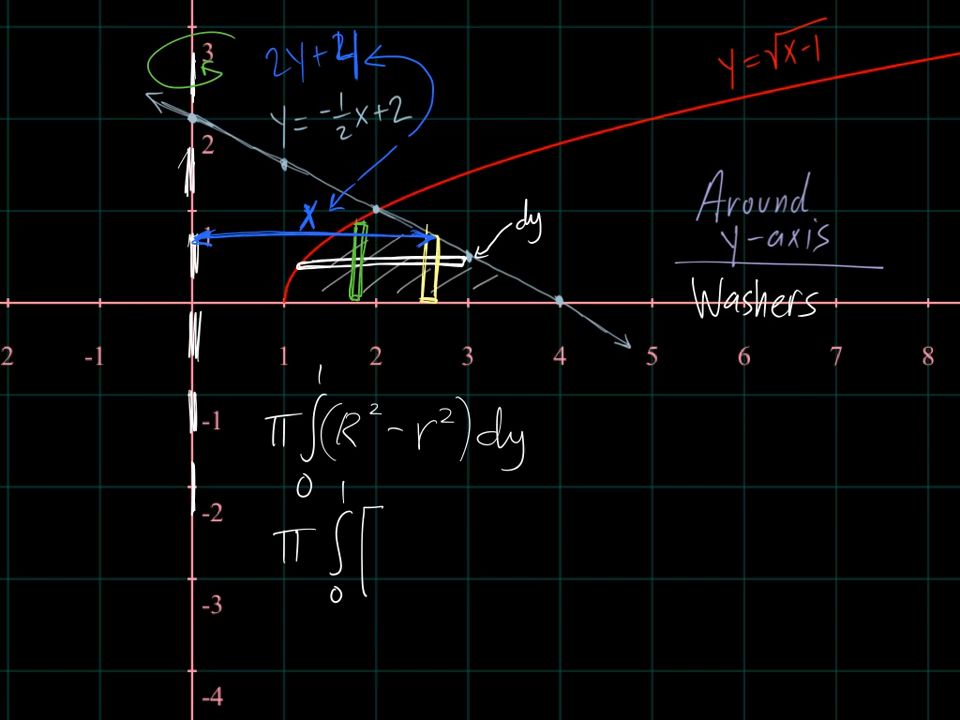 3
2y+4
y=√x-1
y=-1/2x+2
2
Around
y-axis
X
dy
1
Washers
2 -1 1 2 3 4 5 6 7 8
-1
π∫₀¹(R²-r²)dy
-2
π∫₀¹[
-3
-4